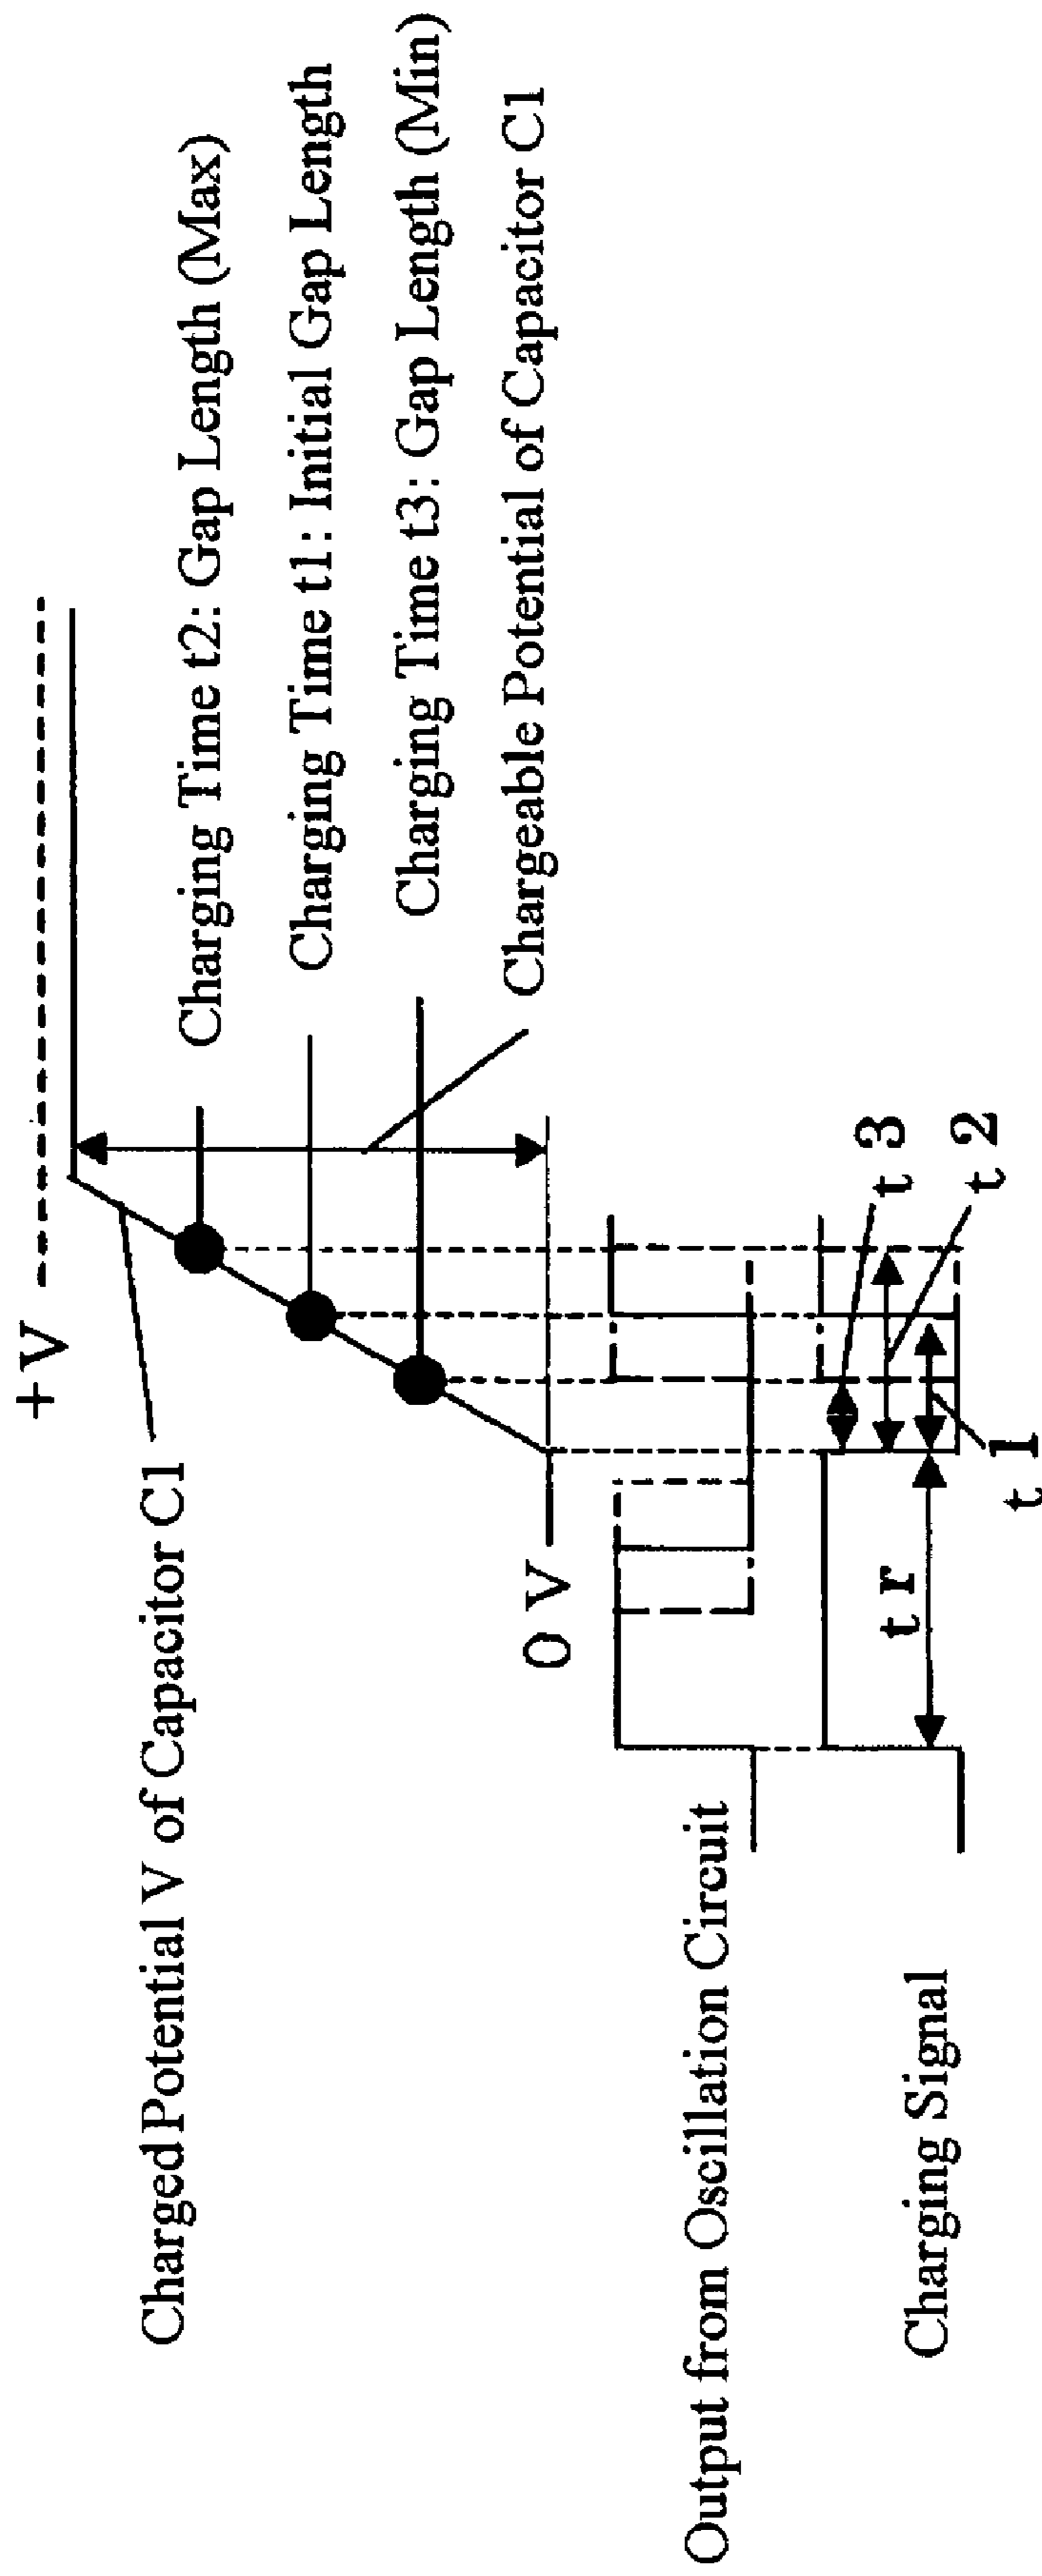 +V
Charged Potential V of Capacitor C1
Charging Time t2: Gap Length (Max)
Charging Time t1: Initial Gap Length
Charging Time t3: Gap Length (Min)
Chargeable Potential of Capacitor C1
0 V
Output from Oscillation Circuit
Charging Signal
t r
t 3
t 2
t 1